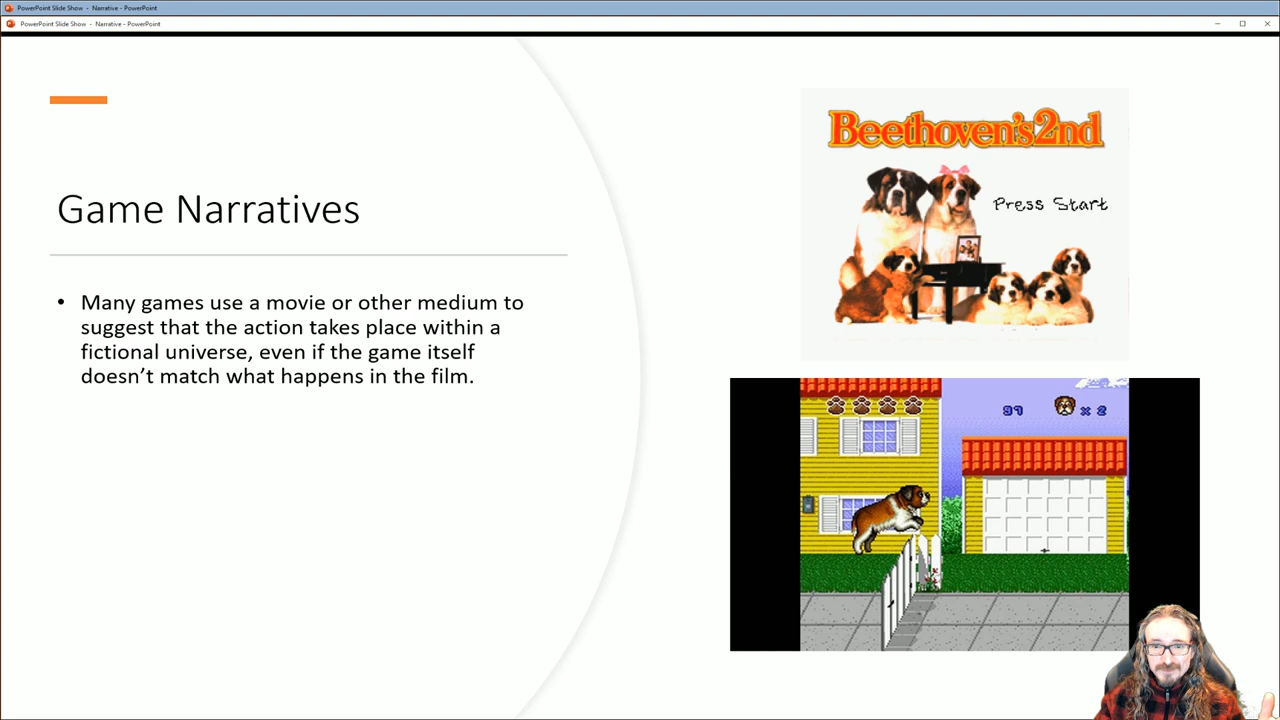 PowerPoint Slide Show - Narrative - PowerPoint
PowerPoint Slide Show - Narrative - PowerPoint
Game Narratives
• Many games use a movie or other medium to
suggest that the action takes place within a
fictional universe, even if the game itself
doesn’t match what happens in the film.
Beethoven's 2nd
Press Start
97 x 2